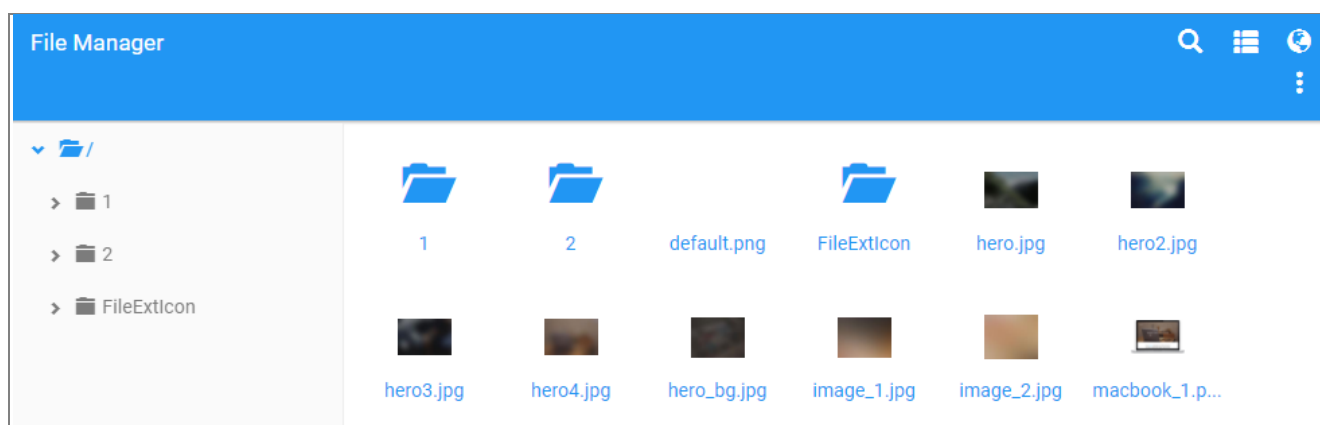 File Manager
/
1
2
FileExtIcon
1
2
default.png
FileExtIcon
hero.jpg
hero2.jpg
hero3.jpg
hero4.jpg
hero_bg.jpg
image_1.jpg
image_2.jpg
macbook_1.p...